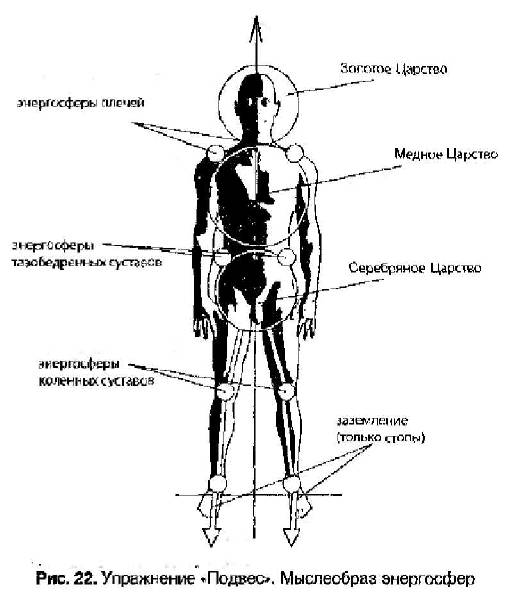 Золотое Царство
энергосферы плечей
Медное Царство
энергосферы
тазобедренных суставов
Серебряное Царство
энергосферы
коленных суставов
заземление
(только стопы)
Рис. 22. Упражнение «Подвес». Мыслеобраз энергосфер